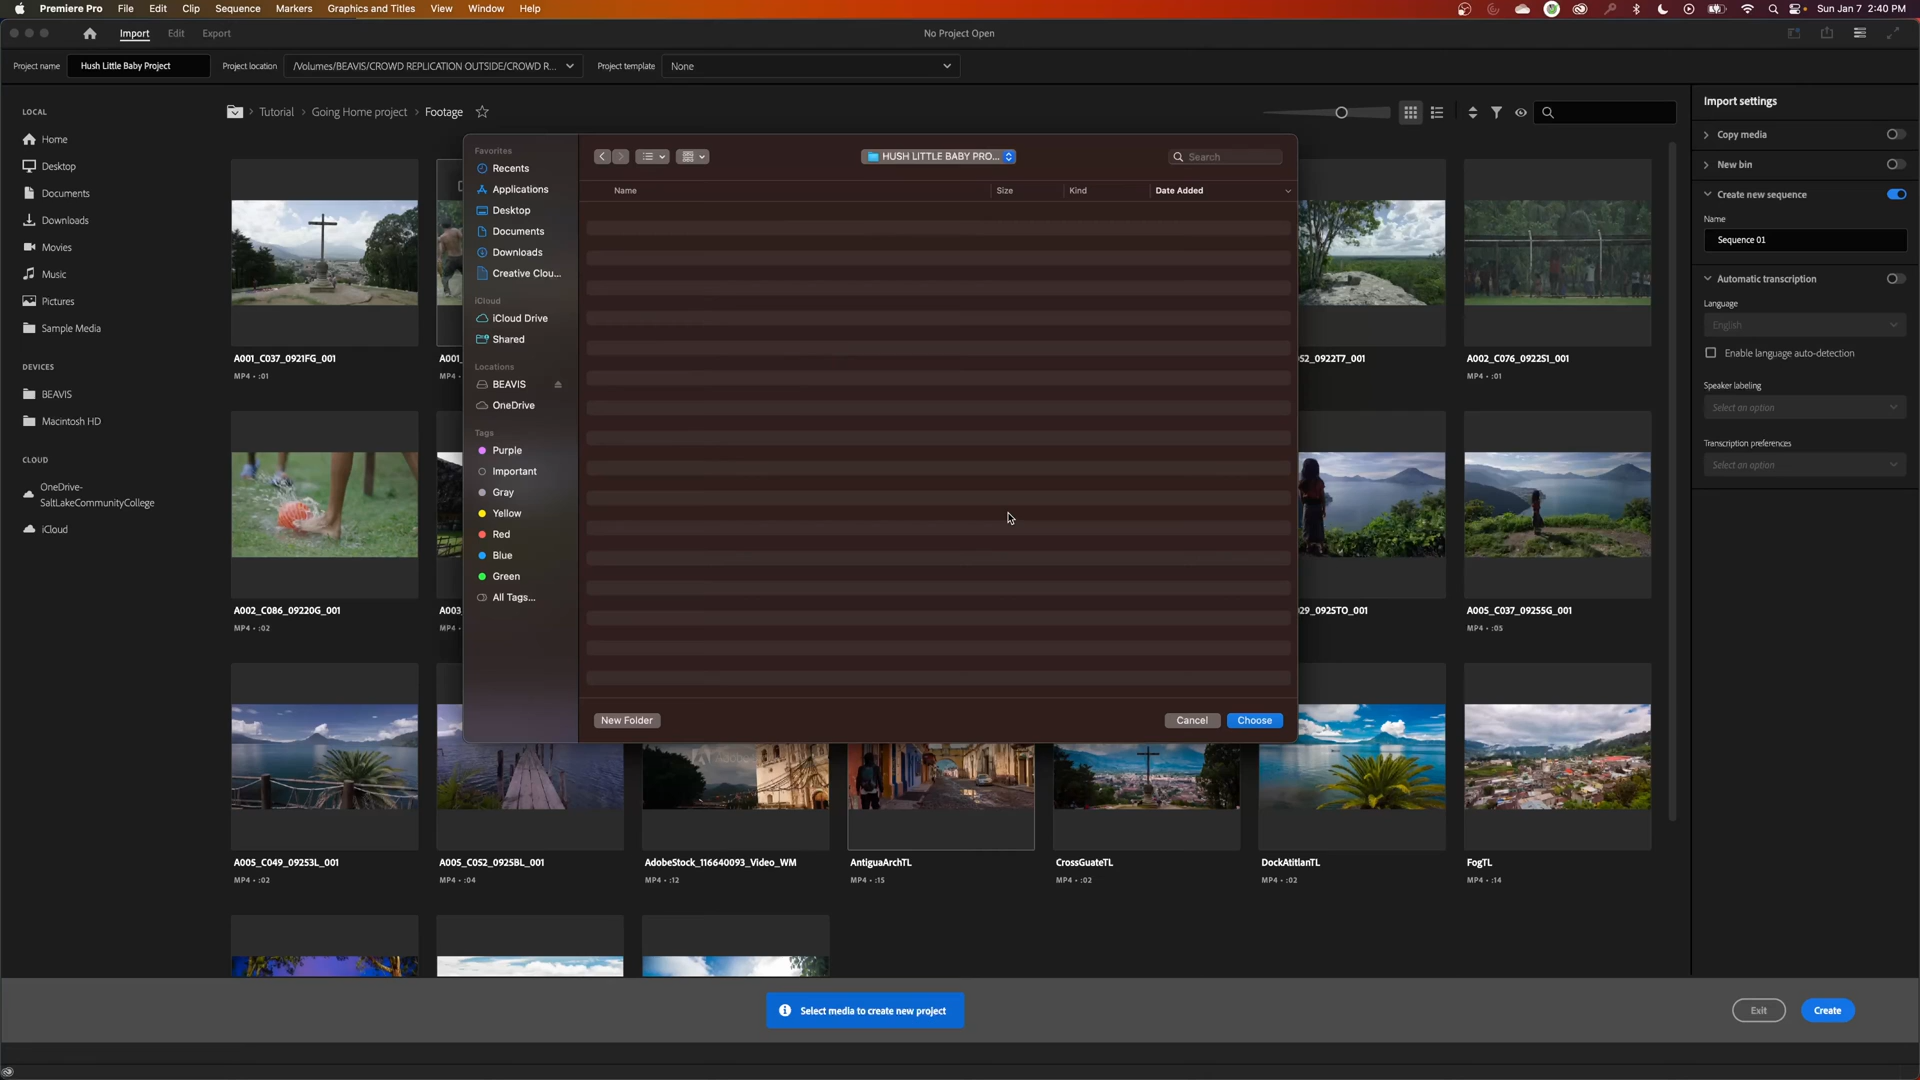 Premiere Pro File Edit Clip Sequence Markers Graphics and Titles View Window Help Sun Jan 7 2:40 PM
Import Edit Export No Project Open
Project name Hush Little Baby Project Project location /Volumes/BEAVIS/CROWD REPLICATION OUTSIDE/CROWD R... Project template None
LOCAL
Home
Desktop
Documents
Downloads
Movies
Music
Pictures
Sample Media
DEVICES
BEAVIS
Macintosh HD
CLOUD
OneDrive-
SaltLakeCommunityCollege
iCloud
Tutorial Going Home project Footage
Favorites
Recents
Applications
Desktop
Documents
Downloads
Creative Clou...
iCloud
iCloud Drive
Shared
Locations
BEAVIS
OneDrive
Tags
Purple
Important
Gray
Yellow
Red
Blue
Green
All Tags...
HUSH LITTLE BABY PRO... Search
Name Size Kind Date Added
New Folder Cancel Choose
A001_C037_0921FG_001
MP4 • :01
A001_
MP4 •
S2_0922T7_001
A002_C076_0922S1_001
MP4 • :01
A002_C086_09220G_001
MP4 • :02
A003_
MP4 •
29_0925TO_001
A005_C037_0925SG_001
MP4 • :05
A005_C049_09253L_001
MP4 • :02
A005_C052_0925BL_001
MP4 • :04
AdobeStock_116640093_Video_WM
MP4 • :12
AntiguaArchTL
MP4 • :15
CrossGuateTL
MP4 • :02
DockAtitlanTL
MP4 • :02
FogTL
MP4 • :14
Import settings
Copy media
New bin
Create new sequence
Name
Sequence 01
Automatic transcription
Language
English
Enable language auto-detection
Speaker labeling
Select an option
Transcription preferences
Select an option
Select media to create new project
Exit Create